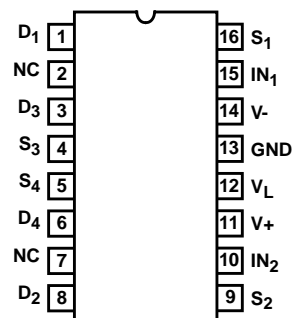 D1 1 16 S1
NC 2 15 IN1
D3 3 14 V-
S3 4 13 GND
S4 5 12 VL
D4 6 11 V+
NC 7 10 IN2
D2 8 9 S2